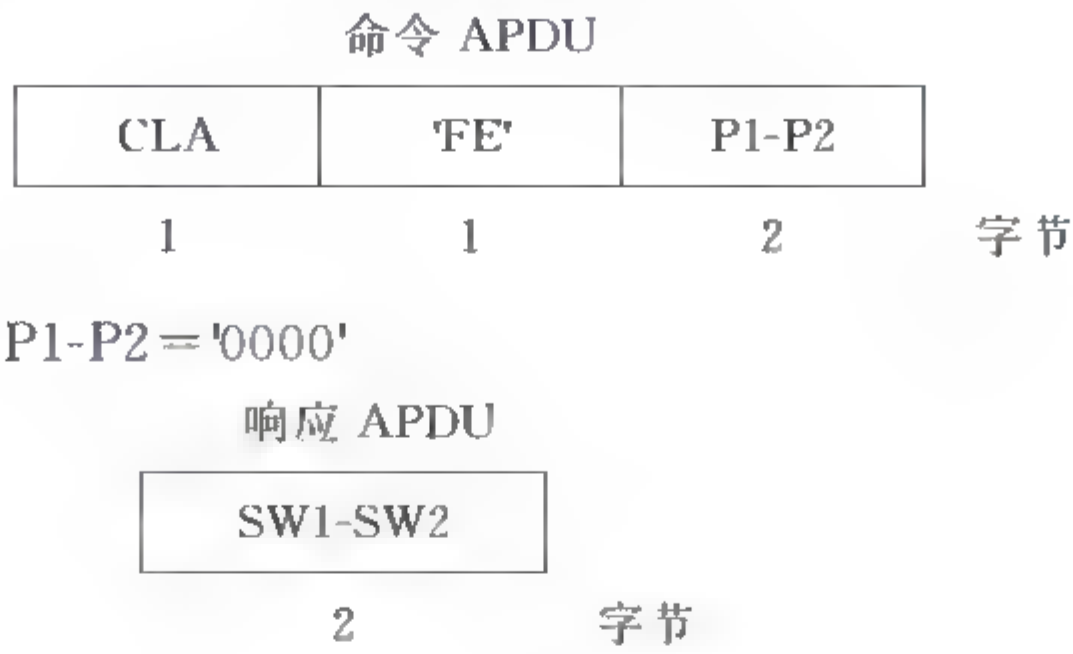 命令 APDU
CLA 'FE' P1-P2
1 1 2 字节
P1-P2='0000'
响应 APDU
SW1-SW2
2 字节